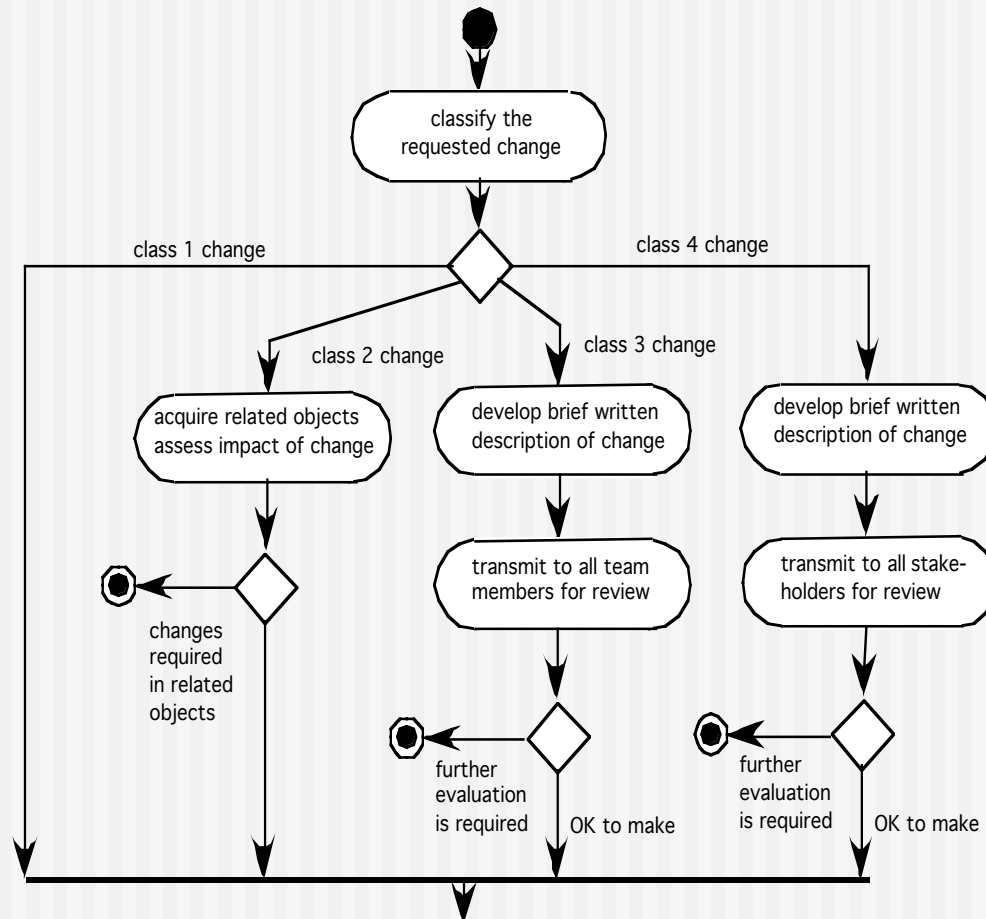 classify the
requested change
class 1 change
class 4 change
class 2 change
class 3 change
acquire related objects
assess impact of change
develop brief written
description of change
develop brief written
description of change
transmit to all team
members for review
transmit to all stake-
holders for review
changes
required
in related
objects
further
evaluation
is required
OK to make
further
evaluation
is required
OK to make